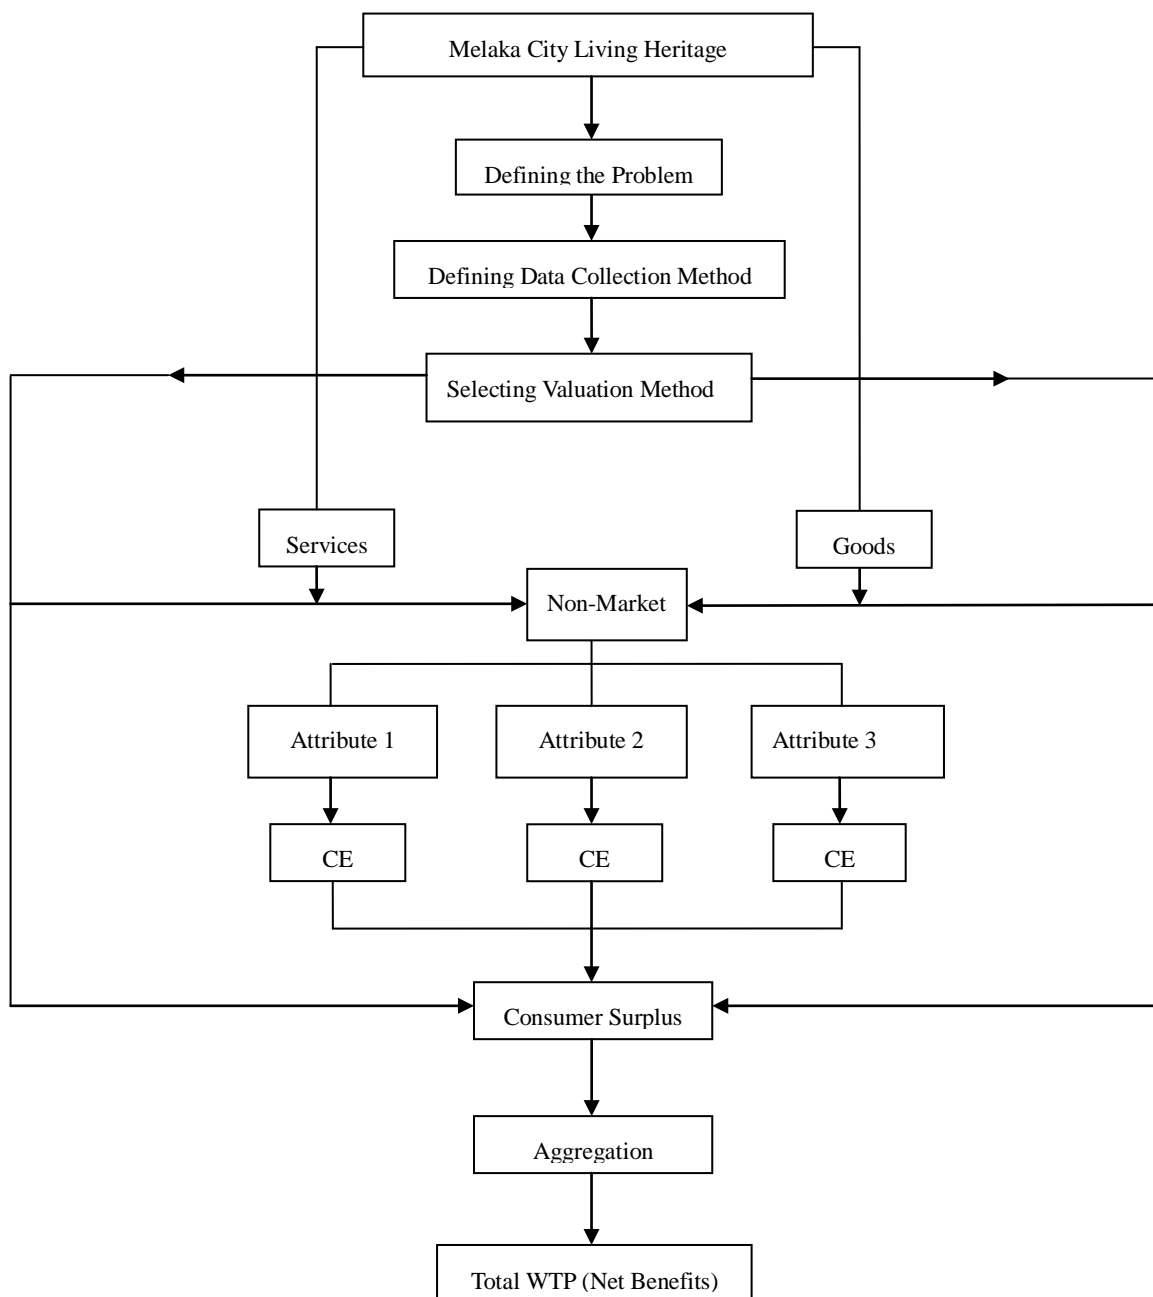 Melaka City Living Heritage
Defining the Problem
Defining Data Collection Method
Selecting Valuation Method
Services
Goods
Non-Market
Attribute 1
Attribute 2
Attribute 3
CE
CE
CE
Consumer Surplus
Aggregation
Total WTP (Net Benefits)